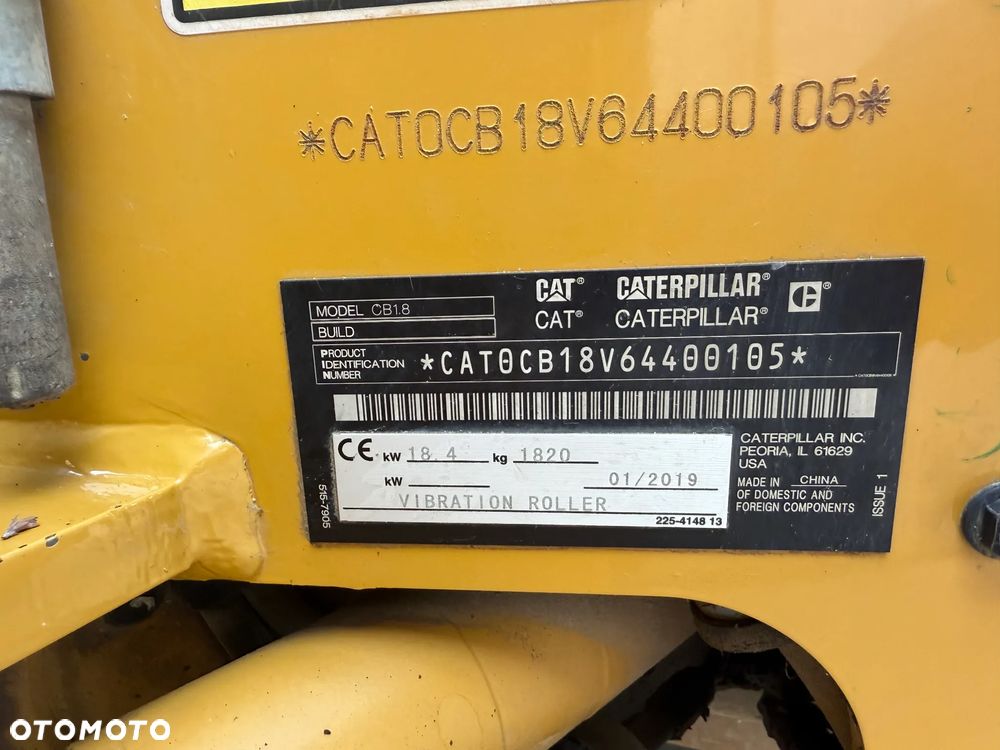 *CAT0CB18V64400105*
CAT® CATERPILLAR® C®
CAT® CATERPILLAR®
MODEL CB1.8
BUILD
PRODUCT
IDENTIFICATION
NUMBER
*CAT0CB18V64400105*
CE kW 18.4 kg 1820
kW 01/2019
VIBRATION ROLLER
225-4148 13
515-7905
CATERPILLAR INC.
PEORIA, IL 61629
USA
MADE IN CHINA
OF DOMESTIC AND
FOREIGN COMPONENTS
ISSUE 1
OTOMOTO